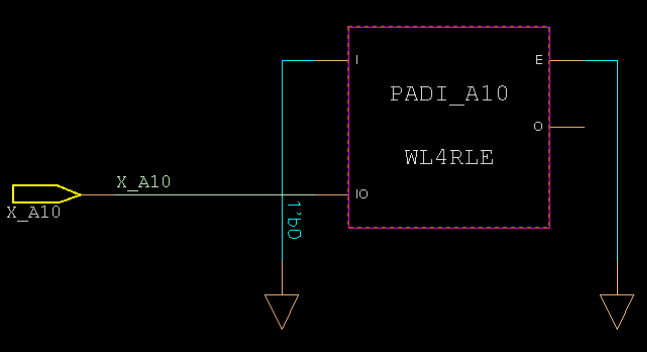 I
E
PADI_A10
O
WL4RLE
X_A10
IO
X_A10
1'b0